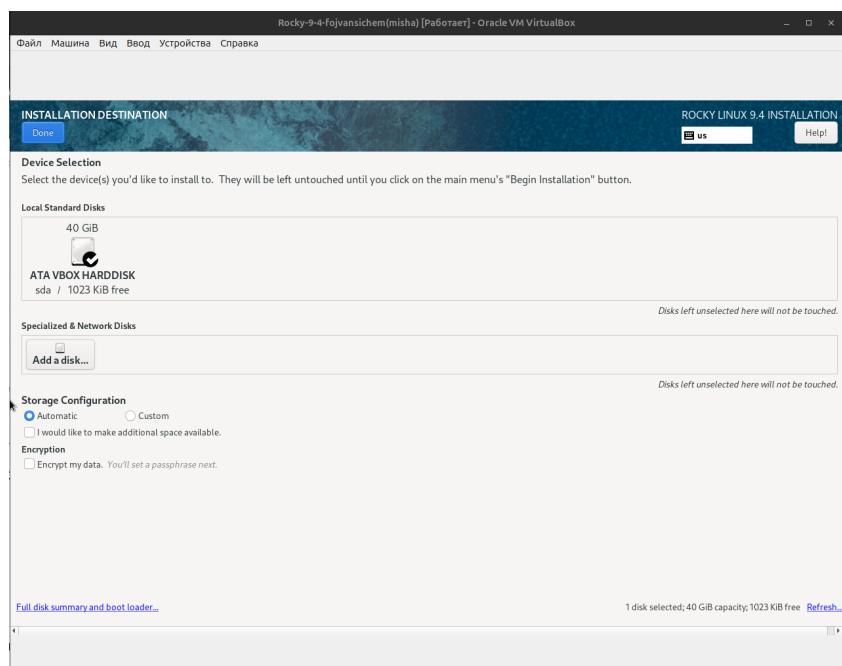 Rocky-9-4-fojvansichem(misha) [Работает] - Oracle VM VirtualBox
Файл Машина Вид Ввод Устройства Справка
INSTALLATION DESTINATION
ROCKY LINUX 9.4 INSTALLATION
Done
us
Help!
Device Selection
Select the device(s) you'd like to install to. They will be left untouched until you click on the main menu's "Begin Installation" button.
Local Standard Disks
40 GiB
ATA VBOX HARDDISK
sda / 1023 KiB free
Disks left unselected here will not be touched.
Specialized & Network Disks
Add a disk...
Disks left unselected here will not be touched.
Storage Configuration
Automatic Custom
I would like to make additional space available.
Encryption
Encrypt my data. You'll set a passphrase next.
Full disk summary and boot loader...
1 disk selected; 40 GiB capacity; 1023 KiB free Refresh...